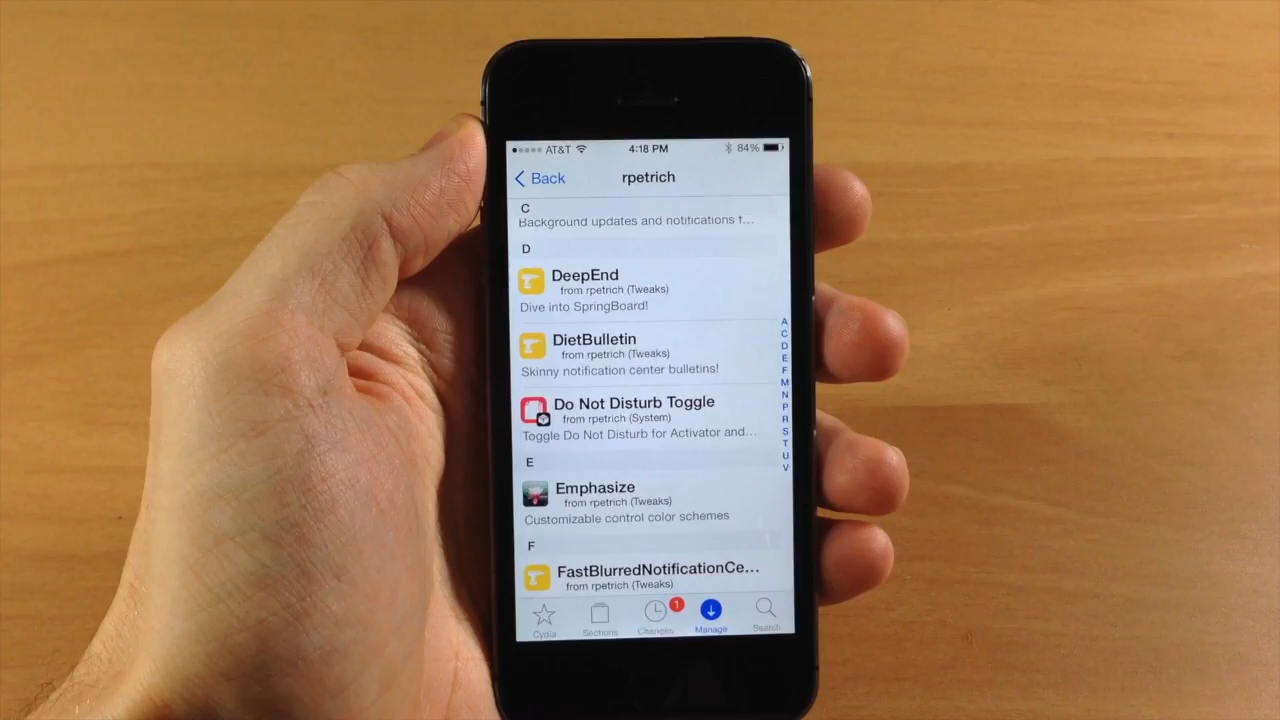 AT&T 4:18 PM 84%
Back rpetrich
C
Background updates and notifications f…
D
DeepEnd
from rpetrich (Tweaks)
Dive into SpringBoard!
DietBulletin
from rpetrich (Tweaks)
Skinny notification center bulletins!
Do Not Disturb Toggle
from rpetrich (System)
Toggle Do Not Disturb for Activator and…
E
Emphasize
from rpetrich (Tweaks)
Customizable control color schemes
F
FastBlurredNotificationCe…
from rpetrich (Tweaks)
A
C
D
E
F
M
N
P
R
S
T
U
V
1
Cydia Sections Changes Manage Search